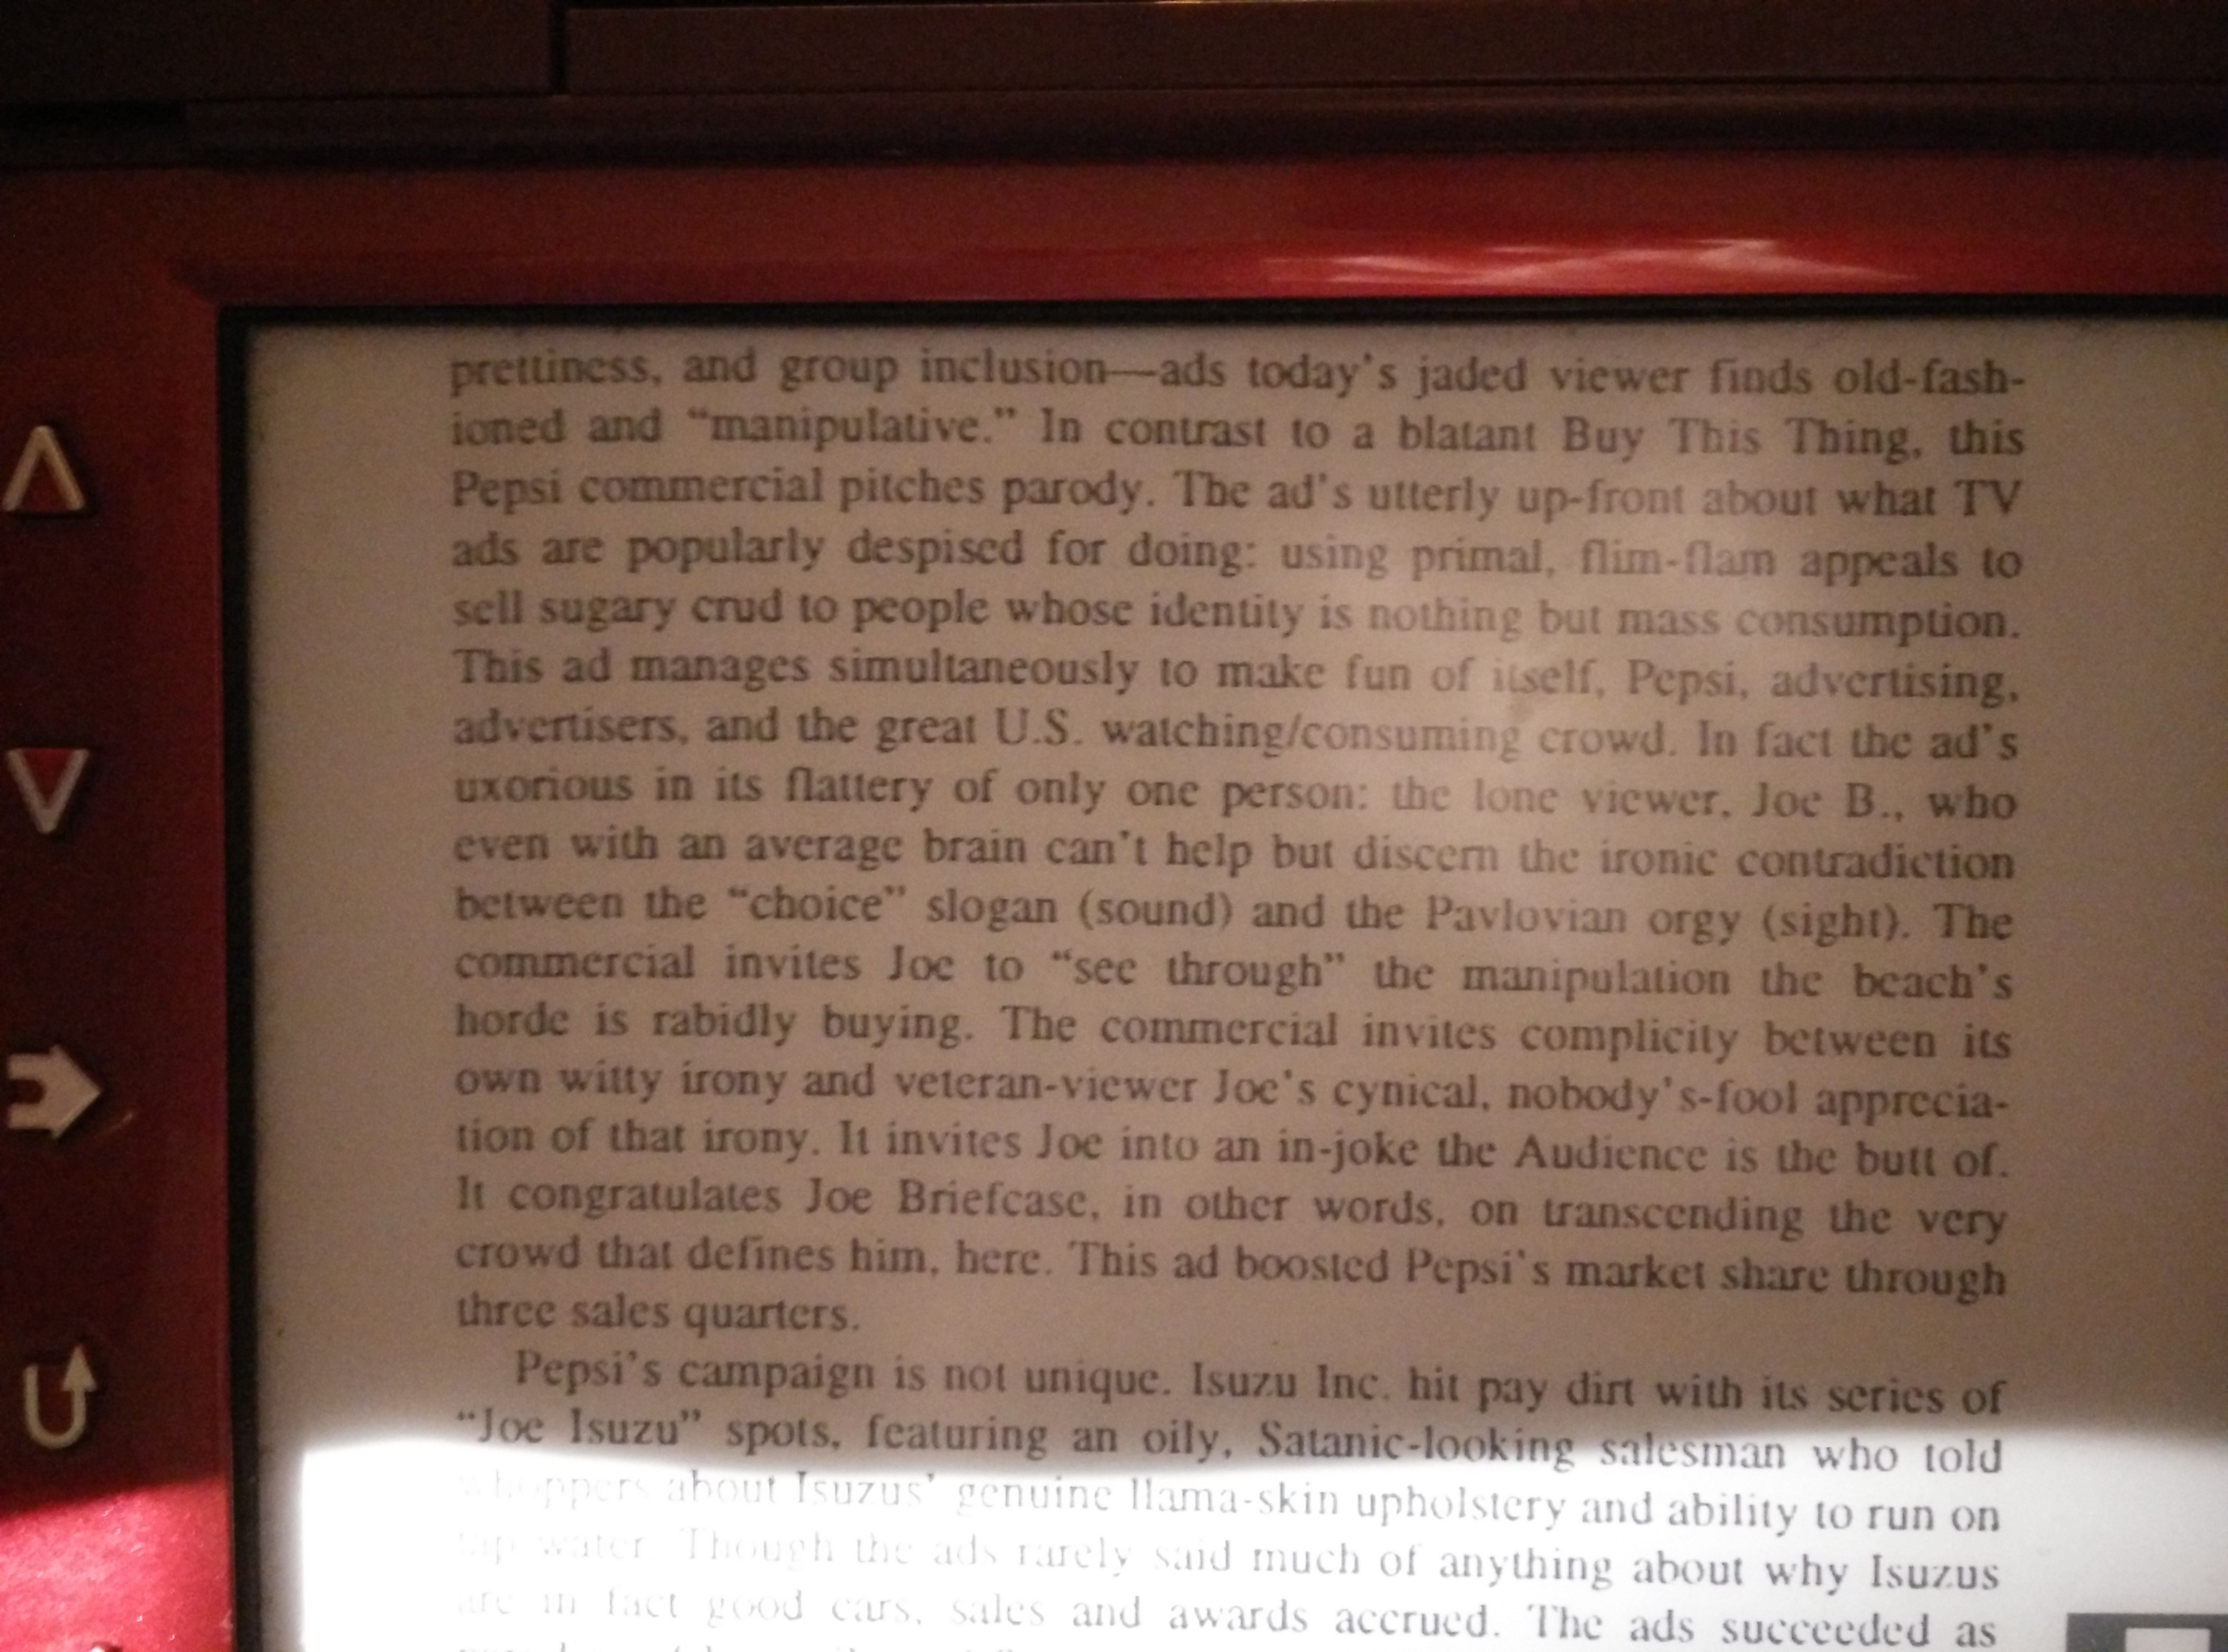 prettiness, and group inclusion—ads today's jaded viewer finds old-fash-
ioned and “manipulative.” In contrast to a blatant Buy This Thing, this
Pepsi commercial pitches parody. The ad's utterly up-front about what TV
ads are popularly despised for doing: using primal, flim-flam appeals to
sell sugary crud to people whose identity is nothing but mass consumption.
This ad manages simultaneously to make fun of itself, Pepsi, advertising,
advertisers, and the great U.S. watching/consuming crowd. In fact the ad's
uxorious in its flattery of only one person: the lone viewer, Joe B., who
even with an average brain can't help but discern the ironic contradiction
between the “choice” slogan (sound) and the Pavlovian orgy (sight). The
commercial invites Joe to “see through” the manipulation the beach's
horde is rabidly buying. The commercial invites complicity between its
own witty irony and veteran-viewer Joe's cynical, nobody's-fool apprecia-
tion of that irony. It invites Joe into an in-joke the Audience is the butt of.
It congratulates Joe Briefcase, in other words, on transcending the very
crowd that defines him, here. This ad boosted Pepsi's market share through
three sales quarters.
Pepsi's campaign is not unique. Isuzu Inc. hit pay dirt with its series of
“Joe Isuzu” spots, featuring an oily, Satanic-looking salesman who told
whoppers about Isuzus' genuine llama-skin upholstery and ability to run on
tap water. Though the ads rarely said much of anything about why Isuzus
are in fact good cars, sales and awards accrued. The ads succeeded as